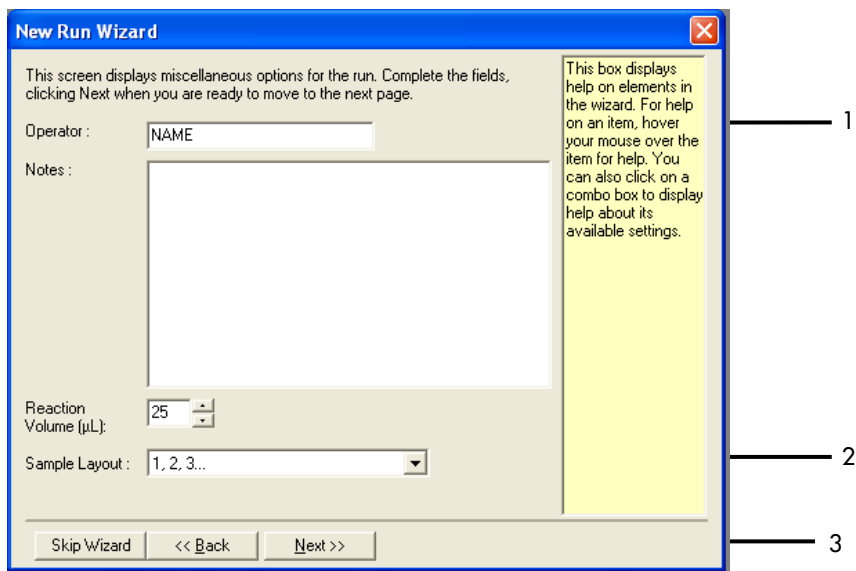 New Run Wizard
This screen displays miscellaneous options for the run. Complete the fields,
clicking Next when you are ready to move to the next page.
Operator :
NAME
Notes :
Reaction
Volume (µL):
25
Sample Layout :
1, 2, 3...
This box displays
help on elements in
the wizard. For help
on an item, hover
your mouse over the
item for help. You
can also click on a
combo box to display
help about its
available settings.
Skip Wizard
<< Back
Next >>
1
2
3